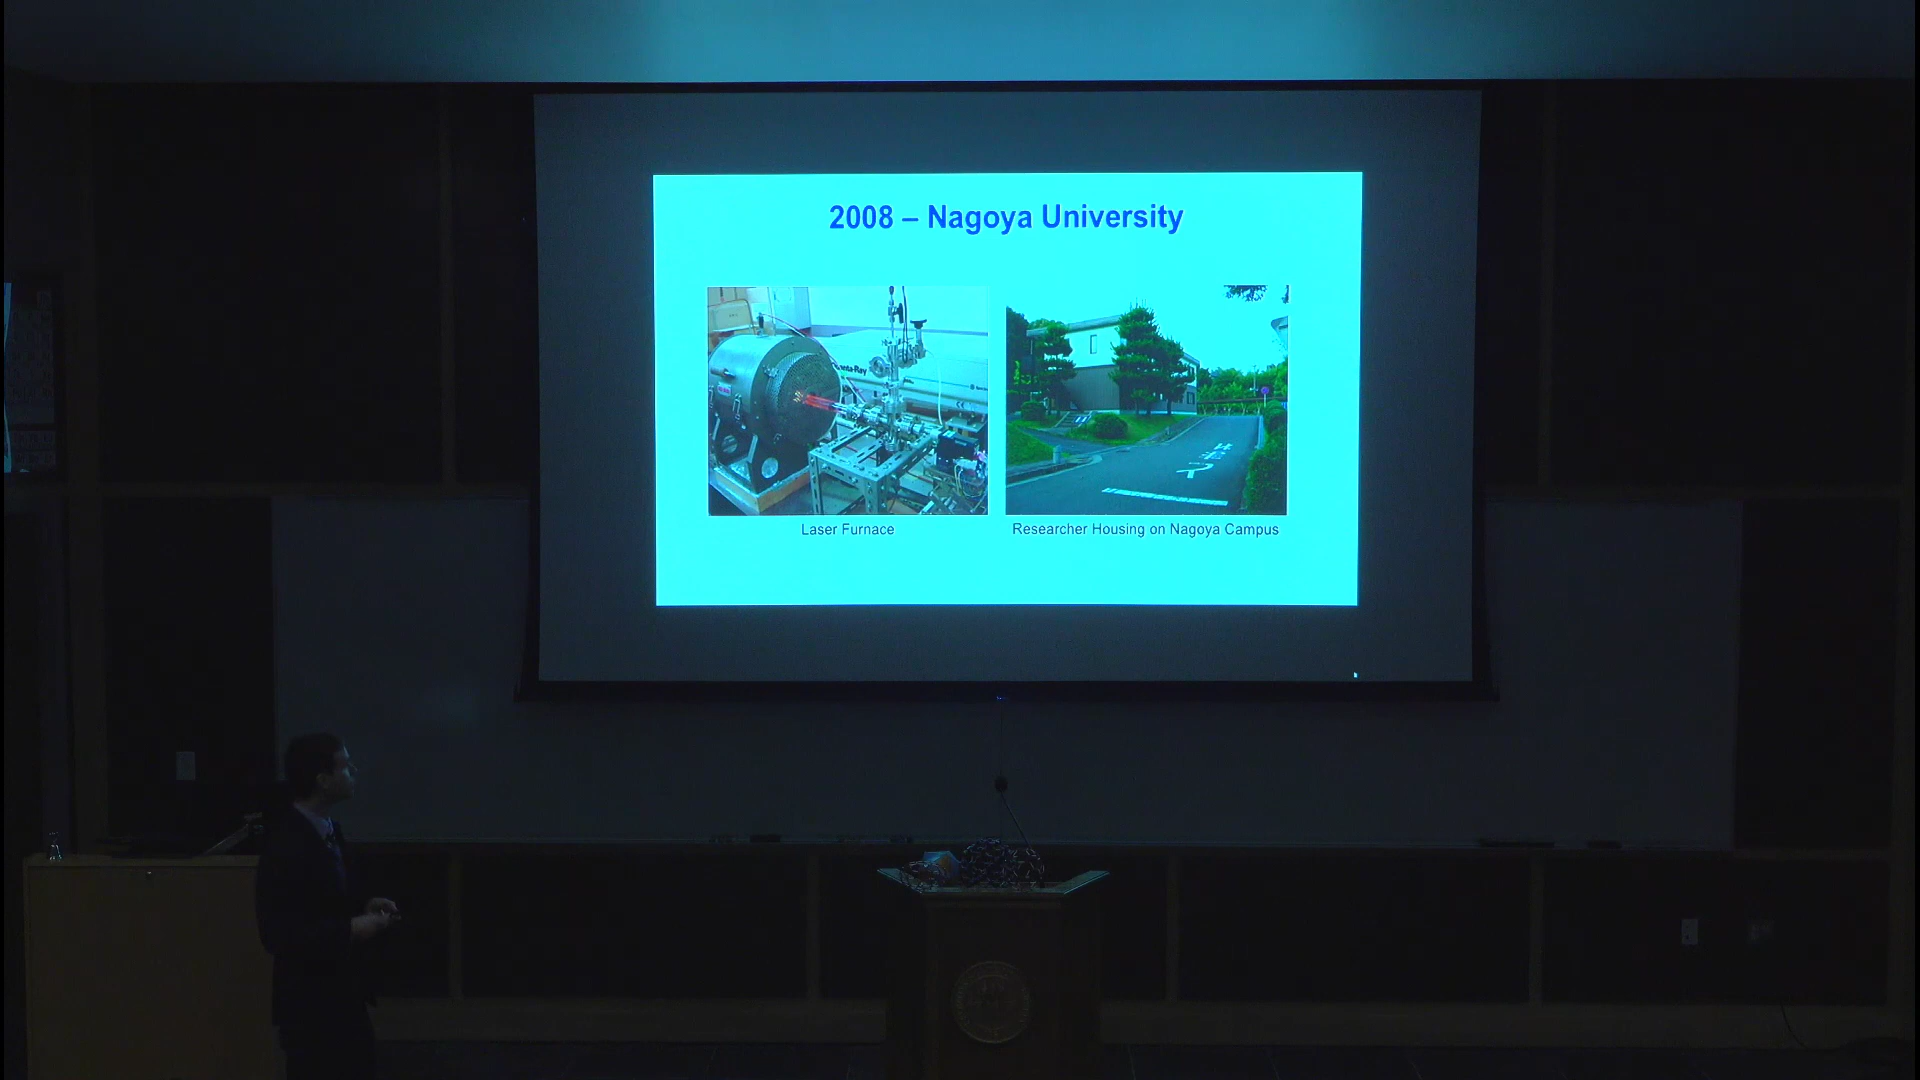 2008 – Nagoya University
Laser Furnace
Researcher Housing on Nagoya Campus